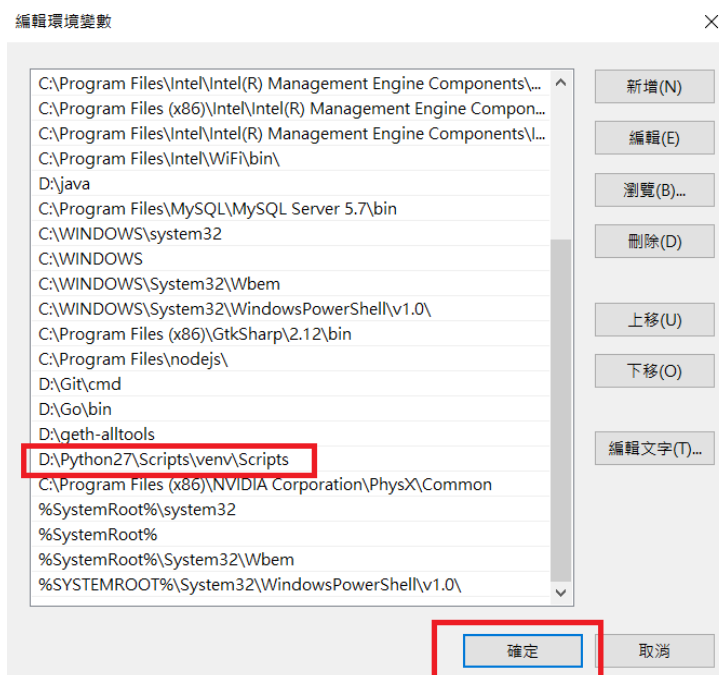 編輯環境變數
C:\Program Files\Intel\Intel(R) Management Engine Components\...
C:\Program Files (x86)\Intel\Intel(R) Management Engine Compon...
C:\Program Files\Intel\Intel(R) Management Engine Components\I...
C:\Program Files\Intel\WiFi\bin\
D:\java
C:\Program Files\MySQL\MySQL Server 5.7\bin
C:\WINDOWS\system32
C:\WINDOWS
C:\WINDOWS\System32\Wbem
C:\WINDOWS\System32\WindowsPowerShell\v1.0\
C:\Program Files (x86)\GtkSharp\2.12\bin
C:\Program Files\nodejs\
D:\Git\cmd
D:\Go\bin
D:\geth-alltools
D:\Python27\Scripts\venv\Scripts
C:\Program Files (x86)\NVIDIA Corporation\PhysX\Common
%SystemRoot%\system32
%SystemRoot%
%SystemRoot%\System32\Wbem
%SYSTEMROOT%\System32\WindowsPowerShell\v1.0\
新增(N)
編輯(E)
瀏覽(B)...
刪除(D)
上移(U)
下移(O)
編輯文字(T)...
確定
取消